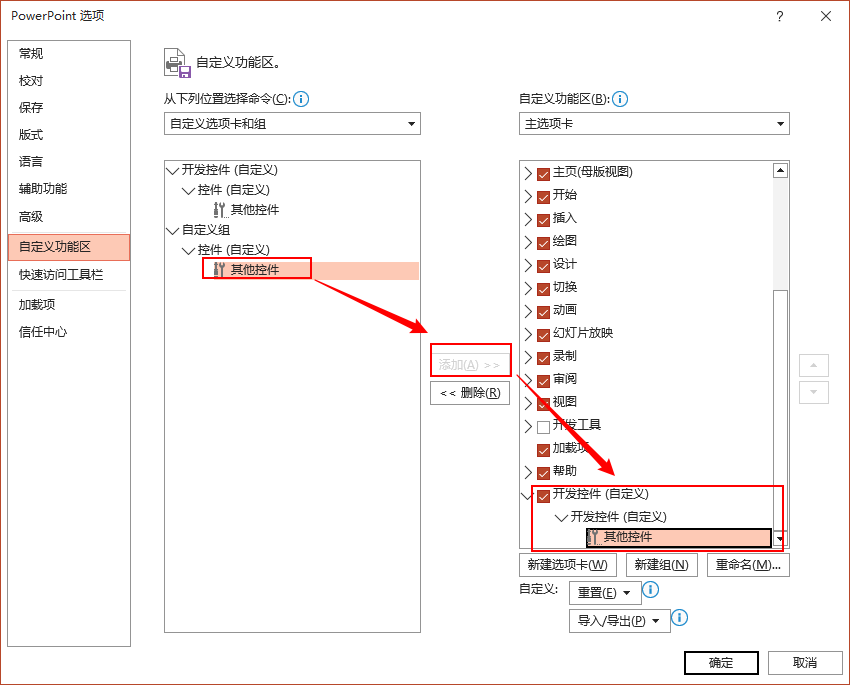 PowerPoint 选项
?
常规
校对
保存
版式
语言
辅助功能
高级
自定义功能区
快速访问工具栏
加载项
信任中心
自定义功能区。
从下列位置选择命令(C):
自定义选项卡和组
开发控件 (自定义)
控件 (自定义)
其他控件
自定义组
控件 (自定义)
其他控件
添加(A) >>
<< 删除(R)
自定义功能区(B):
主选项卡
主页(母版视图)
开始
插入
绘图
设计
切换
动画
幻灯片放映
录制
审阅
视图
开发工具
加载项
帮助
开发控件 (自定义)
开发控件 (自定义)
其他控件
新建选项卡(W)
新建组(N)
重命名(M)...
自定义:
重置(E)
导入/导出(P)
确定
取消